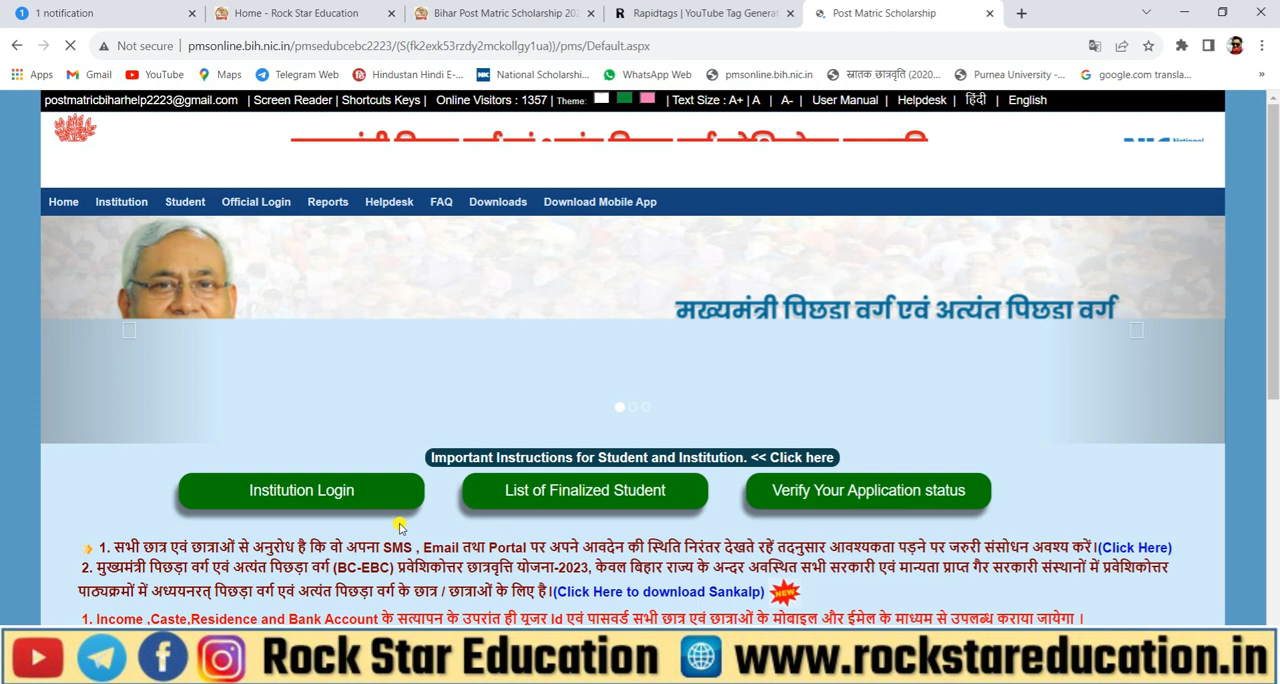 1 notification
Home - Rock Star Education
Bihar Post Matric Scholarship 202
Rapidtags | YouTube Tag Generat
Post Matric Scholarship
Not secure | pmsonline.bih.nic.in/pmsedubcebc2223/(S(fk2exk53rzdy2mckollgy1ua))/pms/Default.aspx
Apps Gmail YouTube Maps Telegram Web Hindustan Hindi E-... National Scholarshi... WhatsApp Web pmsonline.bih.nic.in स्नातक छात्रवृति (2020... Purnea University -... google.com transla... »
postmatricbiharhelp2223@gmail.com | Screen Reader | Shortcuts Keys | Online Visitors : 1357 | Theme: | Text Size : A+ | A | A- | User Manual | Helpdesk | हिंदी | English
National
Home Institution Student Official Login Reports Helpdesk FAQ Downloads Download Mobile App
मुख्यमंत्री पिछड़ा वर्ग एवं अत्यंत पिछड़ा वर्ग
Important Instructions for Student and Institution. << Click here
Institution Login
List of Finalized Student
Verify Your Application status
1. सभी छात्र एवं छात्राओं से अनुरोध है कि वो अपना SMS , Email तथा Portal पर अपने आवदेन की स्थिति निरंतर देखते रहें तदनुसार आवश्यकता पड़ने पर जरुरी संसोधन अवश्य करें।(Click Here)
2. मुख्यमंत्री पिछड़ा वर्ग एवं अत्यंत पिछड़ा वर्ग (BC-EBC) प्रवेशिकोत्तर छात्रवृत्ति योजना-2023, केवल बिहार राज्य के अन्दर अवस्थित सभी सरकारी एवं मान्यता प्राप्त गैर सरकारी संस्थानों में प्रवेशिकोत्तर
पाठ्यक्रमों में अध्ययनरत् पिछड़ा वर्ग एवं अत्यंत पिछड़ा वर्ग के छात्र / छात्राओं के लिए है।(Click Here to download Sankalp) NEW
1. Income ,Caste,Residence and Bank Account के सत्यापन के उपरांत ही यूजर Id एवं पासवर्ड सभी छात्र एवं छात्राओं के मोबाइल और ईमेल के माध्यम से उपलब्ध कराया जायेगा ।
Rock Star Education www.rockstareducation.in